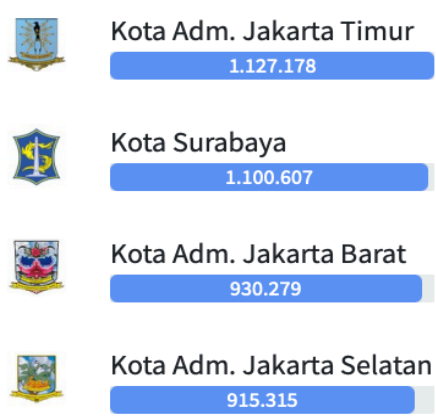 Kota Adm. Jakarta Timur
1.127.178
Kota Surabaya
1.100.607
Kota Adm. Jakarta Barat
930.279
Kota Adm. Jakarta Selatan
915.315